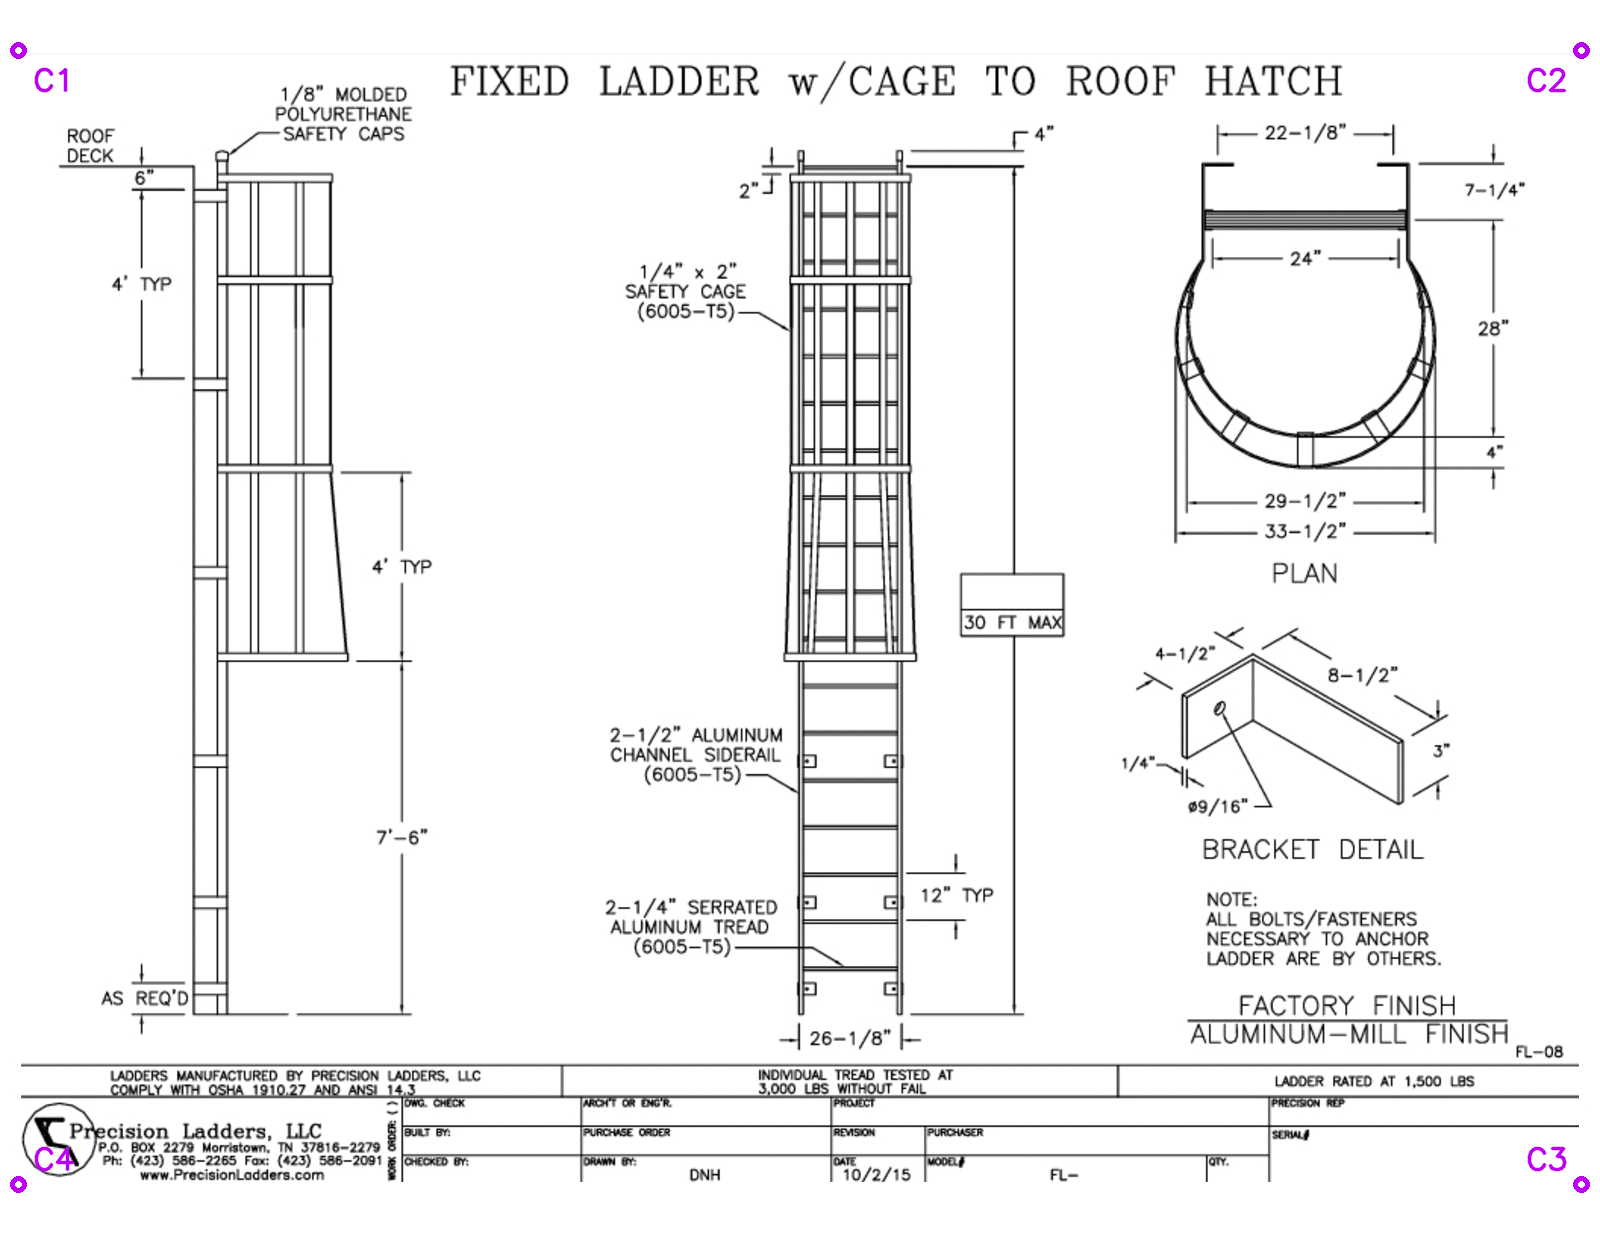 C1
C2
FIXED LADDER w/CAGE TO ROOF HATCH
1/8" MOLDED
POLYURETHANE
SAFETY CAPS
ROOF
DECK
6"
4' TYP
4' TYP
7'-6"
AS REQ'D
4"
2"
1/4" x 2"
SAFETY CAGE
(6005-T5)
30 FT MAX
2-1/2" ALUMINUM
CHANNEL SIDERAIL
(6005-T5)
12" TYP
2-1/4" SERRATED
ALUMINUM TREAD
(6005-T5)
26-1/8"
22-1/8"
7-1/4"
24"
28"
4"
29-1/2"
33-1/2"
PLAN
4-1/2"
8-1/2"
3"
1/4"
ø9/16"
BRACKET DETAIL
NOTE:
ALL BOLTS/FASTENERS
NECESSARY TO ANCHOR
LADDER ARE BY OTHERS.
FACTORY FINISH
ALUMINUM-MILL FINISH
FL-08
LADDERS MANUFACTURED BY PRECISION LADDERS, LLC
COMPLY WITH OSHA 1910.27 AND ANSI 14.3
INDIVIDUAL TREAD TESTED AT
3,000 LBS WITHOUT FAIL
LADDER RATED AT 1,500 LBS
Precision Ladders, LLC
P.O. BOX 2279 Morristown, TN 37816-2279
Ph: (423) 586-2265 Fax: (423) 586-2091
www.PrecisionLadders.com
WORK ORDER: ( )
DWG. CHECK
ARCH'T OR ENG'R.
PROJECT
PRECISION REP
BUILT BY:
PURCHASE ORDER
REVISION
PURCHASER
SERIAL#
CHECKED BY:
DRAWN BY:
DNH
DATE
10/2/15
MODEL#
FL-
QTY.
C4
C3